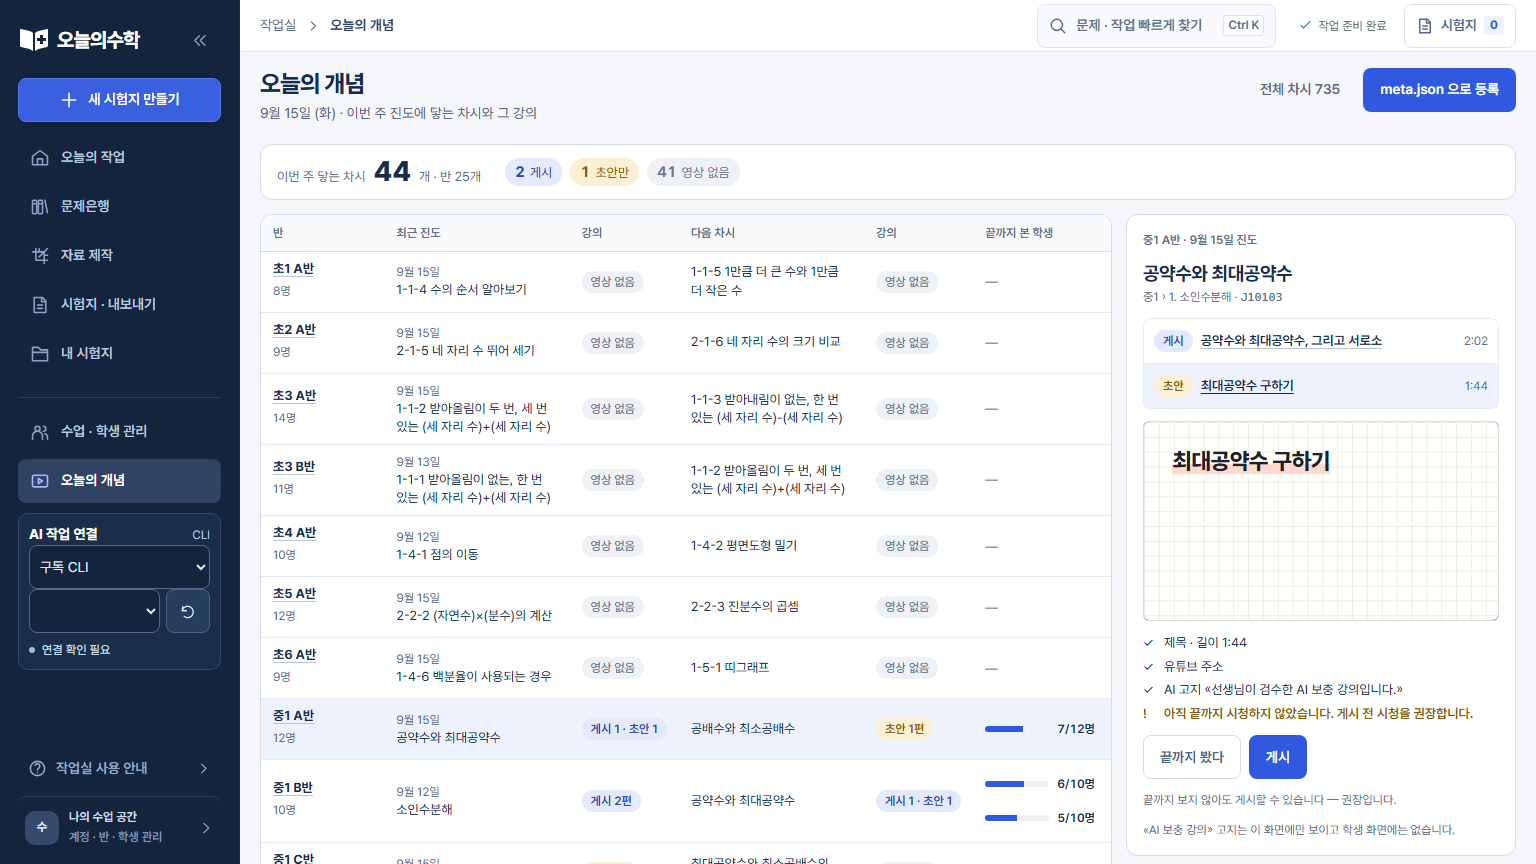 오늘의수학
새 시험지 만들기
오늘의 작업
문제은행
자료 제작
시험지 · 내보내기
내 시험지
수업 · 학생 관리
오늘의 개념
AI 작업 연결 CLI
구독 CLI
연결 확인 필요
작업실 사용 안내
수 나의 수업 공간
계정 · 반 · 학생 관리
작업실 > 오늘의 개념
문제 · 작업 빠르게 찾기 Ctrl K
✓ 작업 준비 완료
시험지 0
오늘의 개념
9월 15일 (화) · 이번 주 진도에 닿는 차시와 그 강의
전체 차시 735
meta.json 으로 등록
이번 주 닿는 차시 44 개 · 반 25개 2 게시 1 초안만 41 영상 없음
반 최근 진도 강의 다음 차시 강의 끝까지 본 학생
초1 A반
8명
9월 15일
1-1-4 수의 순서 알아보기
영상 없음
1-1-5 1만큼 더 큰 수와 1만큼
더 작은 수
영상 없음
—
초2 A반
9명
9월 15일
2-1-5 네 자리 수 뛰어 세기
영상 없음
2-1-6 네 자리 수의 크기 비교
영상 없음
—
초3 A반
14명
9월 15일
1-1-2 받아올림이 두 번, 세 번
있는 (세 자리 수)+(세 자리 수)
영상 없음
1-1-3 받아내림이 없는, 한 번
있는 (세 자리 수)-(세 자리 수)
영상 없음
—
초3 B반
11명
9월 13일
1-1-1 받아올림이 없는, 한 번
있는 (세 자리 수)+(세 자리 수)
영상 없음
1-1-2 받아올림이 두 번, 세 번
있는 (세 자리 수)+(세 자리 수)
영상 없음
—
초4 A반
10명
9월 12일
1-4-1 점의 이동
영상 없음
1-4-2 평면도형 밀기
영상 없음
—
초5 A반
12명
9월 15일
2-2-2 (자연수)×(분수)의 계산
영상 없음
2-2-3 진분수의 곱셈
영상 없음
—
초6 A반
9명
9월 15일
1-4-6 백분율이 사용되는 경우
영상 없음
1-5-1 띠그래프
영상 없음
—
중1 A반
12명
9월 15일
공약수와 최대공약수
게시 1 · 초안 1
공배수와 최소공배수
초안 1편
7/12명
중1 B반
10명
9월 12일
소인수분해
게시 2편
공약수와 최대공약수
게시 1 · 초안 1
6/10명
5/10명
중1 C반
9월 15일
최대공약수와 최소공배수의
중1 A반 · 9월 15일 진도
공약수와 최대공약수
중1 › 1. 소인수분해 · J10103
게시 공약수와 최대공약수, 그리고 서로소 2:02
초안 최대공약수 구하기 1:44
최대공약수 구하기
✓ 제목 · 길이 1:44
✓ 유튜브 주소
✓ AI 고지 «선생님이 검수한 AI 보충 강의입니다.»
! 아직 끝까지 시청하지 않았습니다. 게시 전 시청을 권장합니다.
끝까지 봤다 게시
끝까지 보지 않아도 게시할 수 있습니다 — 권장입니다.
«AI 보충 강의» 고지는 이 화면에만 보이고 학생 화면에는 없습니다.